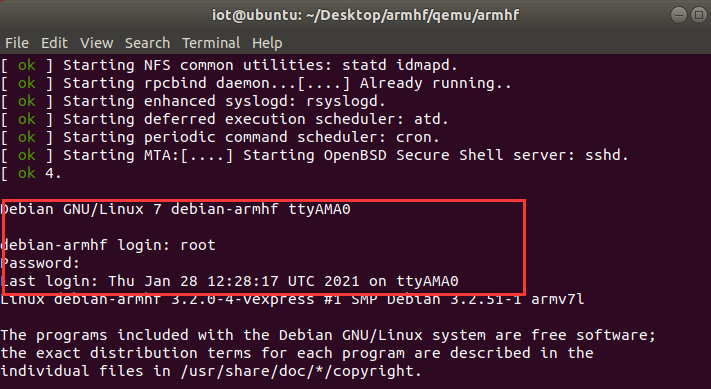 iot@ubuntu: ~/Desktop/armhf/qemu/armhf
File Edit View Search Terminal Help
[ ok ] Starting NFS common utilities: statd idmapd.
[ ok ] Starting rpcbind daemon...[....] Already running..
[ ok ] Starting enhanced syslogd: rsyslogd.
[ ok ] Starting deferred execution scheduler: atd.
[ ok ] Starting periodic command scheduler: cron.
[ ok ] Starting MTA:[....] Starting OpenBSD Secure Shell server: sshd.
[ ok 4.
Debian GNU/Linux 7 debian-armhf ttyAMA0
debian-armhf login: root
Password:
Last login: Thu Jan 28 12:28:17 UTC 2021 on ttyAMA0
Linux debian-armhf 3.2.0-4-vexpress #1 SMP Debian 3.2.51-1 armv7l
The programs included with the Debian GNU/Linux system are free software;
the exact distribution terms for each program are described in the
individual files in /usr/share/doc/*/copyright.